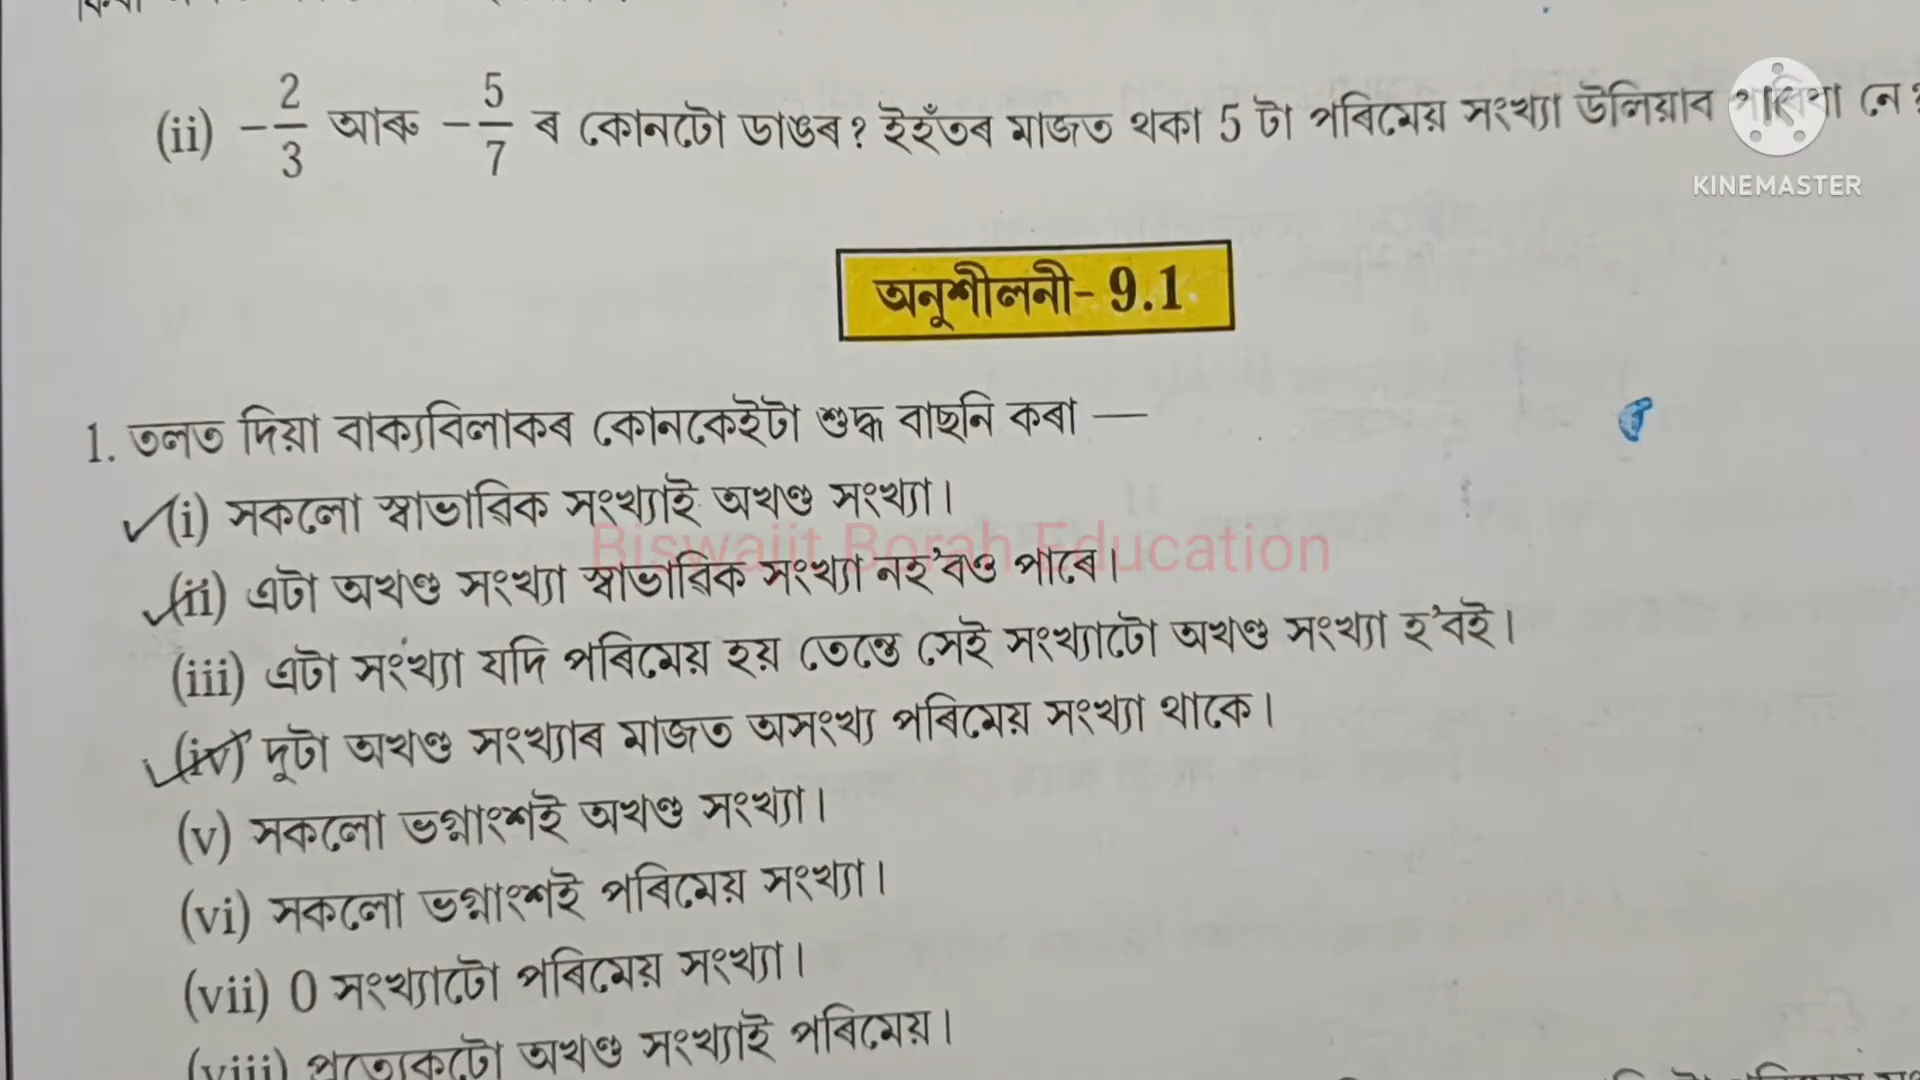 (ii) −2/3 আৰু −5/7 ৰ কোনটো ডাঙৰ? ইহঁতৰ মাজত থকা 5 টা পৰিমেয় সংখ্যা উলিয়াব পাৰিবা নে?
KINEMASTER
অনুশীলনী- 9.1
1. তলত দিয়া বাক্যবিলাকৰ কোনকেইটা শুদ্ধ বাছনি কৰা —
(i) সকলো স্বাভাৱিক সংখ্যাই অখণ্ড সংখ্যা।
Biswajit Borah Education
(ii) এটা অখণ্ড সংখ্যা স্বাভাৱিক সংখ্যা নহ'বও পাৰে।
(iii) এটা সংখ্যা যদি পৰিমেয় হয় তেন্তে সেই সংখ্যাটো অখণ্ড সংখ্যা হ'বই।
(iv) দুটা অখণ্ড সংখ্যাৰ মাজত অসংখ্য পৰিমেয় সংখ্যা থাকে।
(v) সকলো ভগ্নাংশই অখণ্ড সংখ্যা।
(vi) সকলো ভগ্নাংশই পৰিমেয় সংখ্যা।
(vii) 0 সংখ্যাটো পৰিমেয় সংখ্যা।
(viii) প্ৰত্যেকটো অখণ্ড সংখ্যাই পৰিমেয়।